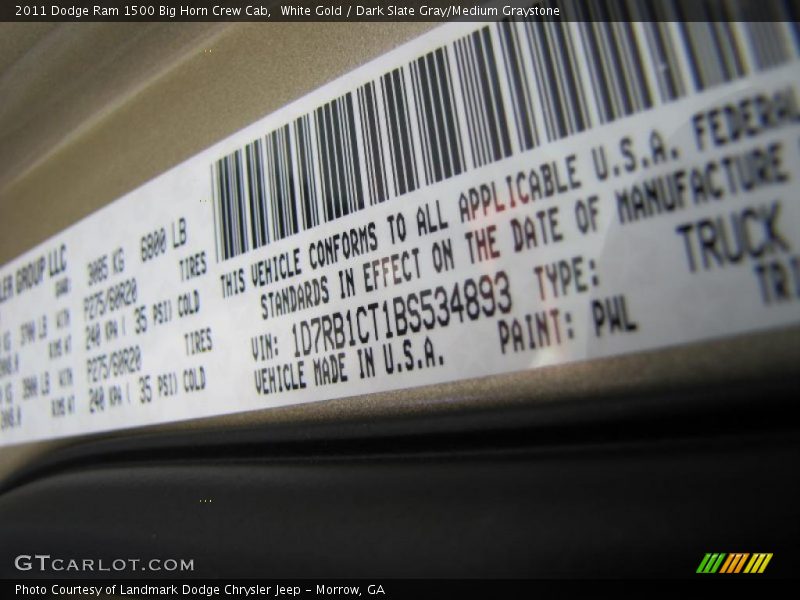 2011 Dodge Ram 1500 Big Horn Crew Cab,  White Gold / Dark Slate Gray/Medium Graystone
LER GROUP LLC
3085 KG 6800 LB
TIRES
P275/60R20
240 KPA ( 35 PSI) COLD
TIRES
P275/60R20
240 KPA ( 35 PSI) COLD
THIS VEHICLE CONFORMS TO ALL APPLICABLE U.S.A. FEDERAL
STANDARDS IN EFFECT ON THE DATE OF MANUFACTURE
VIN: 1D7RB1CT1BS534893 TYPE: TRUCK
VEHICLE MADE IN U.S.A. PAINT: PWL
GTCARLOT.COM
Photo Courtesy of Landmark Dodge Chrysler Jeep – Morrow, GA